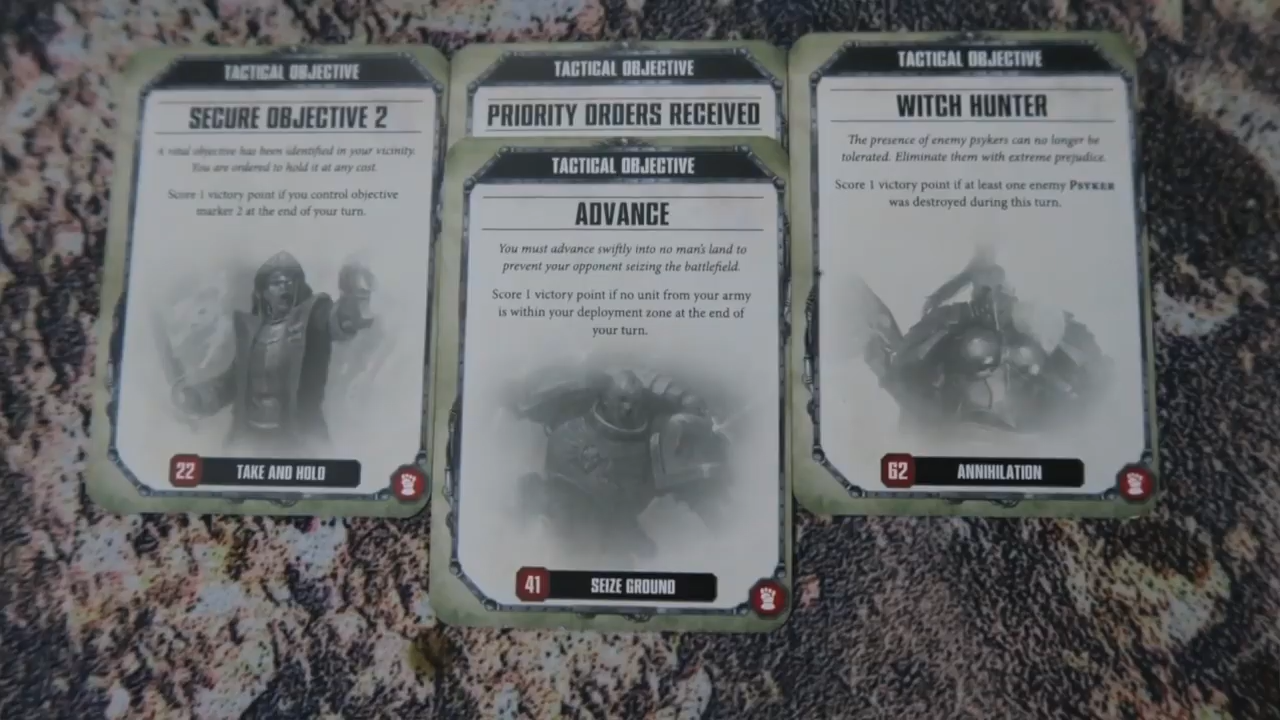 TACTICAL OBJECTIVE
SECURE OBJECTIVE 2
A vital objective has been identified in your vicinity.
You are ordered to hold it at any cost.
Score 1 victory point if you control objective
marker 2 at the end of your turn.
22
TAKE AND HOLD
TACTICAL OBJECTIVE
PRIORITY ORDERS RECEIVED
TACTICAL OBJECTIVE
ADVANCE
You must advance swiftly into no man's land to
prevent your opponent seizing the battlefield.
Score 1 victory point if no unit from your army
is within your deployment zone at the end of
your turn.
41
SEIZE GROUND
TACTICAL OBJECTIVE
WITCH HUNTER
The presence of enemy psykers can no longer be
tolerated. Eliminate them with extreme prejudice.
Score 1 victory point if at least one enemy PSYKER
was destroyed during this turn.
62
ANNIHILATION